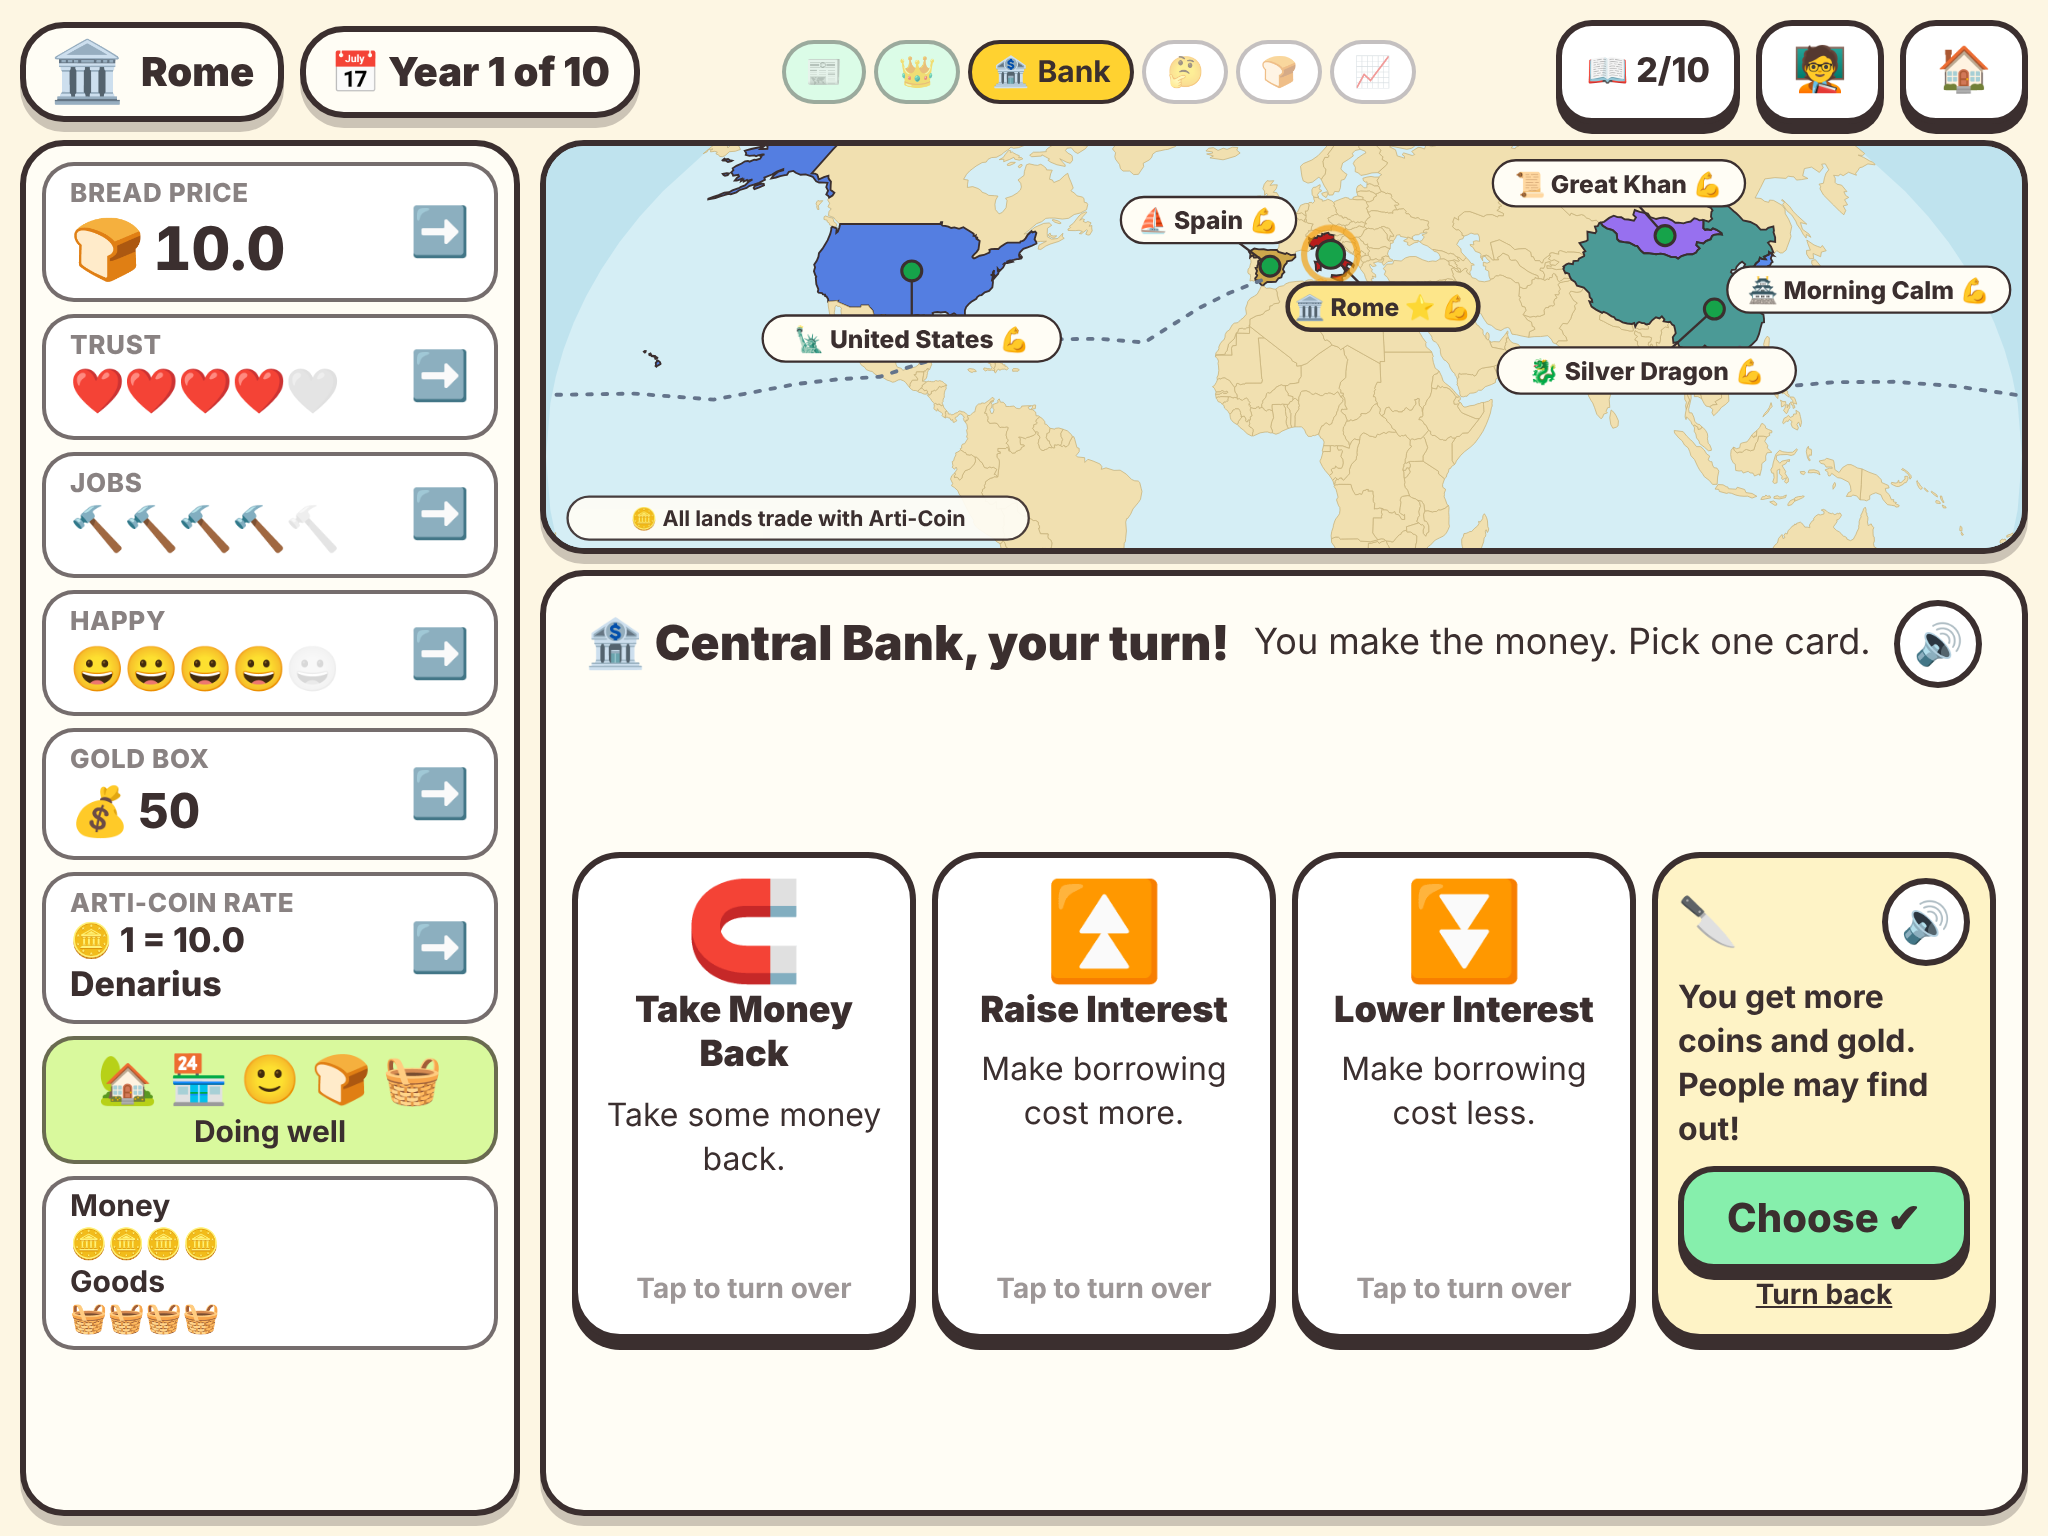 Rome
Year 1 of 10
Bank
2/10
BREAD PRICE
10.0
TRUST
JOBS
HAPPY
GOLD BOX
50
ARTI-COIN RATE
1 = 10.0
Denarius
Doing well
Money
Goods
Great Khan
Spain
Rome
Morning Calm
United States
Silver Dragon
All lands trade with Arti-Coin
Central Bank, your turn!
You make the money. Pick one card.
Take Money
Back
Take some money
back.
Tap to turn over
Raise Interest
Make borrowing
cost more.
Tap to turn over
Lower Interest
Make borrowing
cost less.
Tap to turn over
You get more
coins and gold.
People may find
out!
Choose ✔
Turn back